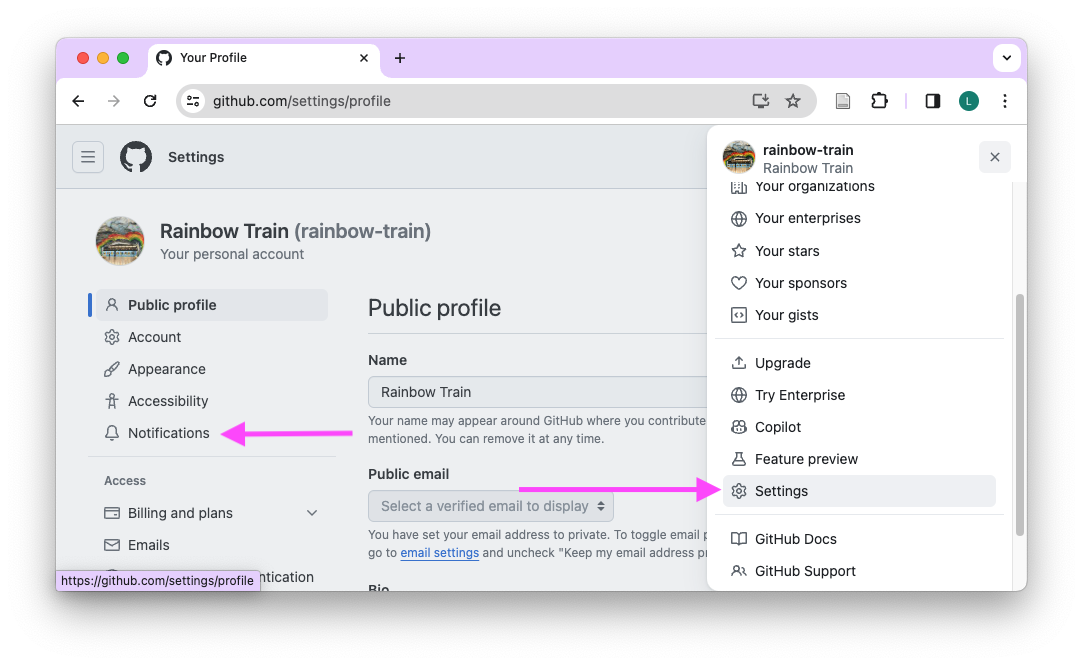 Your Profile
github.com/settings/profile
L
Settings
rainbow-train
Rainbow Train
Rainbow Train (rainbow-train)
Your personal account
Public profile
Account
Appearance
Accessibility
Notifications
Access
Billing and plans
Emails
ntication
https://github.com/settings/profile
Public profile
Name
Rainbow Train
Your name may appear around GitHub where you contribute
mentioned. You can remove it at any time.
Public email
Select a verified email to display
You have set your email address to private. To toggle email p
go to email settings and uncheck "Keep my email address pr
Bio
Your organizations
Your enterprises
Your stars
Your sponsors
Your gists
Upgrade
Try Enterprise
Copilot
Feature preview
Settings
GitHub Docs
GitHub Support